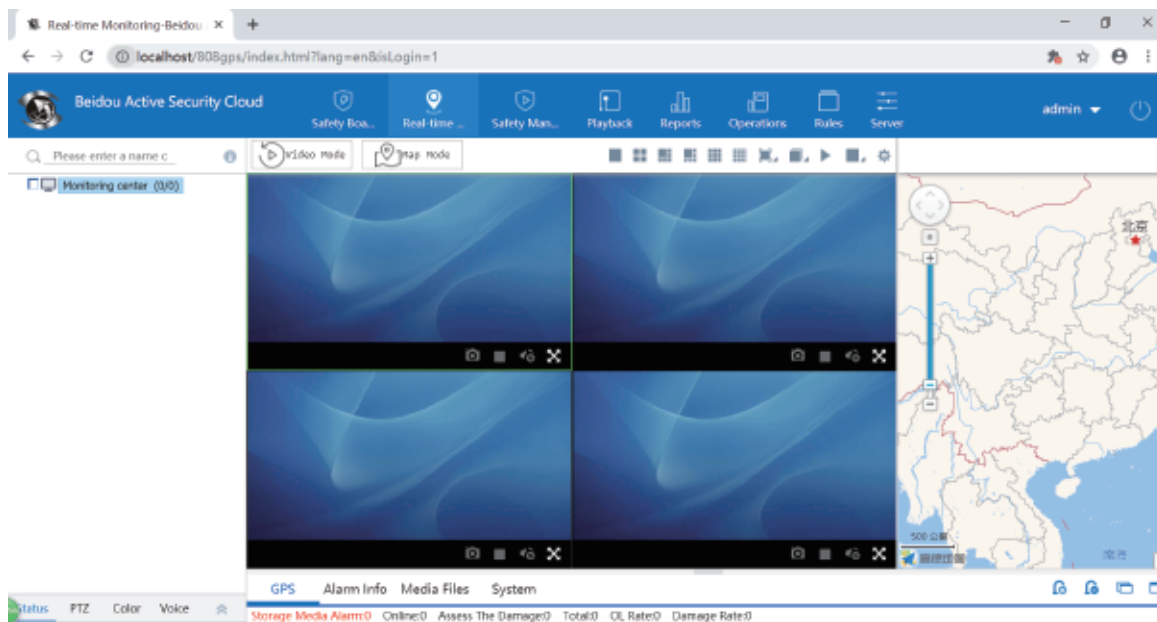 Real-time Monitoring-Beidou
localhost/808gps/index.html?lang=en&isLogin=1
Beidou Active Security Cloud
Safety Boa...
Real-time ...
Safety Man...
Playback
Reports
Operations
Rules
Server
admin
Please enter a name c
Video Mode
Map Mode
Monitoring center (0/0)
北京
500 公里
南海
GPS Alarm Info Media Files System
Status PTZ Color Voice
Storage Media Alarm:0 Online:0 Assess The Damage:0 Total:0 OL Rate:0 Damage Rate:0